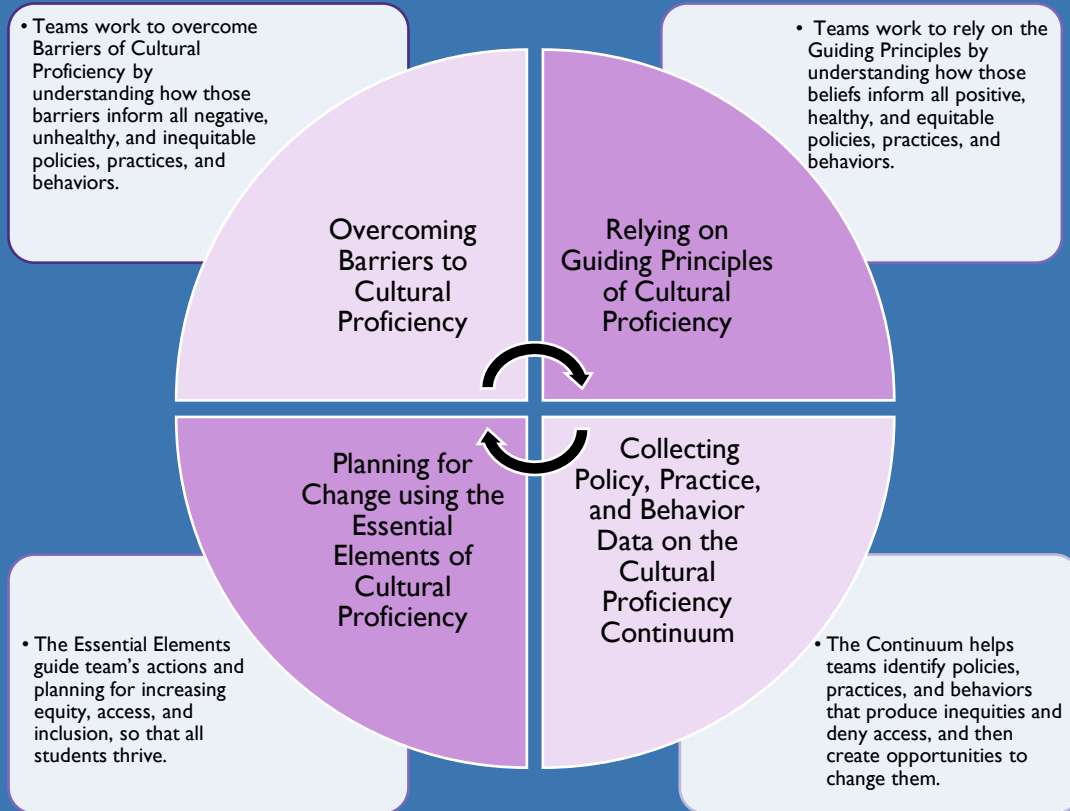 • Teams work to overcome
Barriers of Cultural
Proficiency by
understanding how those
barriers inform all negative,
unhealthy, and inequitable
policies, practices, and
behaviors.
• Teams work to rely on the
Guiding Principles by
understanding how those
beliefs inform all positive,
healthy, and equitable
policies, practices, and
behaviors.
Overcoming
Barriers to
Cultural
Proficiency
Relying on
Guiding Principles
of Cultural
Proficiency
Planning for
Change using the
Essential
Elements of
Cultural
Proficiency
Collecting
Policy, Practice,
and Behavior
Data on the
Cultural
Proficiency
Continuum
• The Essential Elements
guide team's actions and
planning for increasing
equity, access, and
inclusion, so that all
students thrive.
• The Continuum helps
teams identify policies,
practices, and behaviors
that produce inequities and
deny access, and then
create opportunities to
change them.